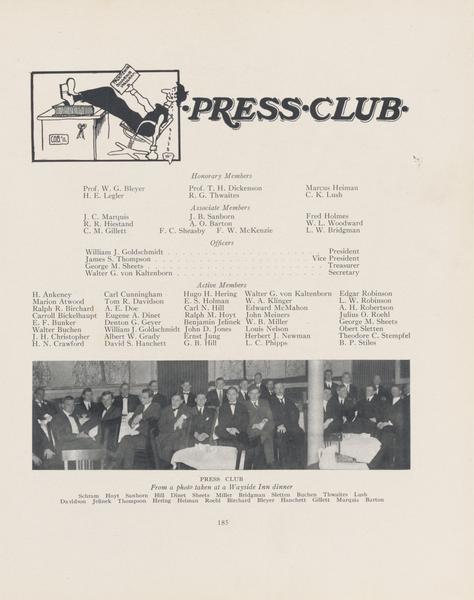 PRESS·CLUB·
Honorary Members
Prof. W. G. Bleyer Prof. T. H. Dickenson Marcus Heiman
H. E. Legler R. G. Thwaites C. K. Lush
Associate Members
J. C. Marquis J. B. Sanborn Fred Holmes
R. R. Hiestand A. O. Barton W. L. Woodward
C. M. Gillett F. C. Sheasby F. W. McKenzie L. W. Bridgman
Officers
William J. Goldschmidt . . . . . . . . . . President
James S. Thompson . . . . . . . . . . Vice President
George M. Sheets . . . . . . . . . . Treasurer
Walter G. von Kaltenborn . . . . . . . . . . Secretary
Active Members
H. Ankeney Carl Cunningham Hugo H. Hering Walter G. von Kaltenborn Edgar Robinson
Marion Atwood Tom R. Davidson E. S. Holman W. A. Klinger L. W. Robinson
Ralph R. Birchard A. E. Doe Carl N. Hill Edward McMahon A. H. Robertson
Carroll Bickelhaupt Eugene A. Dinet Ralph M. Hoyt John Meiners Julius O. Roehl
E. F. Bunker Denton G. Geyer Benjamin Jelinek W. B. Miller George M. Sheets
Walter Buchen William J. Goldschmidt John D. Jones Louis Nelson Obert Sletten
J. H. Christopher Albert W. Grady Ernst Jung Herbert J. Newman Theodore C. Stempfel
H. N. Crawford David S. Hanchett G. B. Hill L. C. Phipps B. P. Stiles
PRESS CLUB
From a photo taken at a Wayside Inn dinner
Schram Hoyt Sanborn Hill Dinet Sheets Miller Bridgman Sletten Buchen Thwaites Lush
Davidson Jelinek Thompson Hering Heiman Roehl Birchard Bleyer Hanchett Gillett Marquis Barton
185